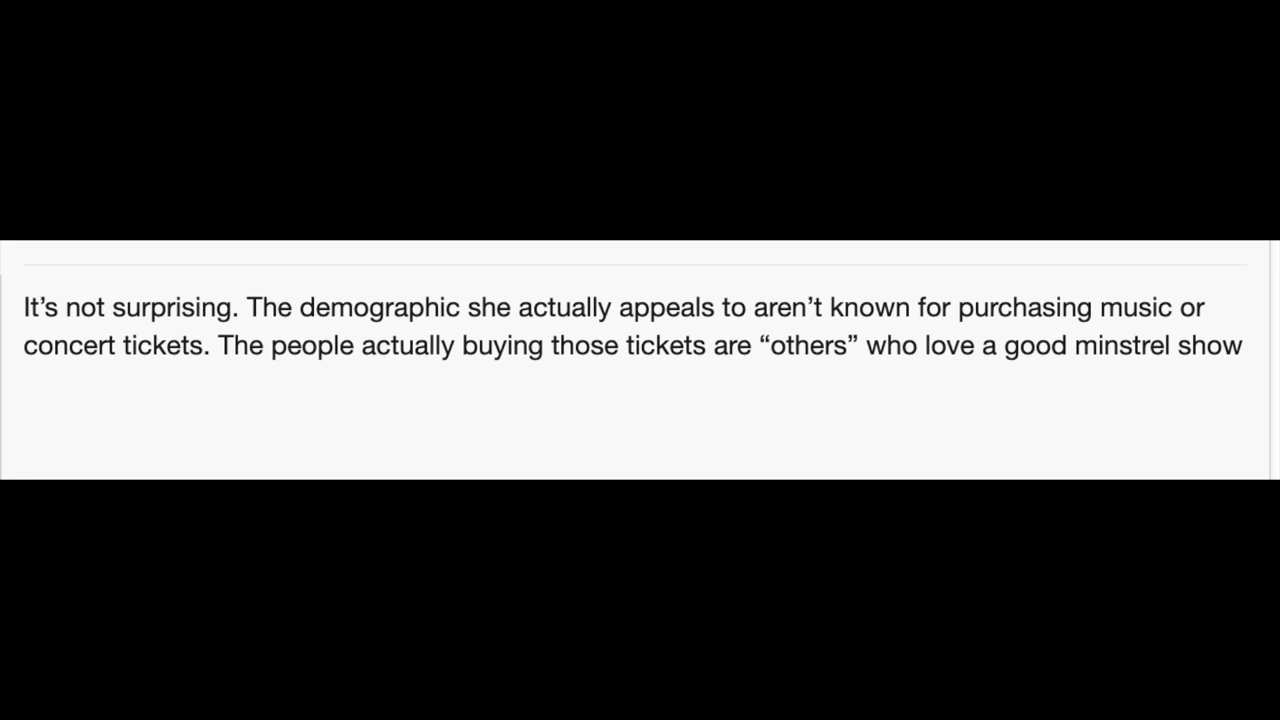 It’s not surprising. The demographic she actually appeals to aren’t known for purchasing music or
concert tickets. The people actually buying those tickets are “others” who love a good minstrel show